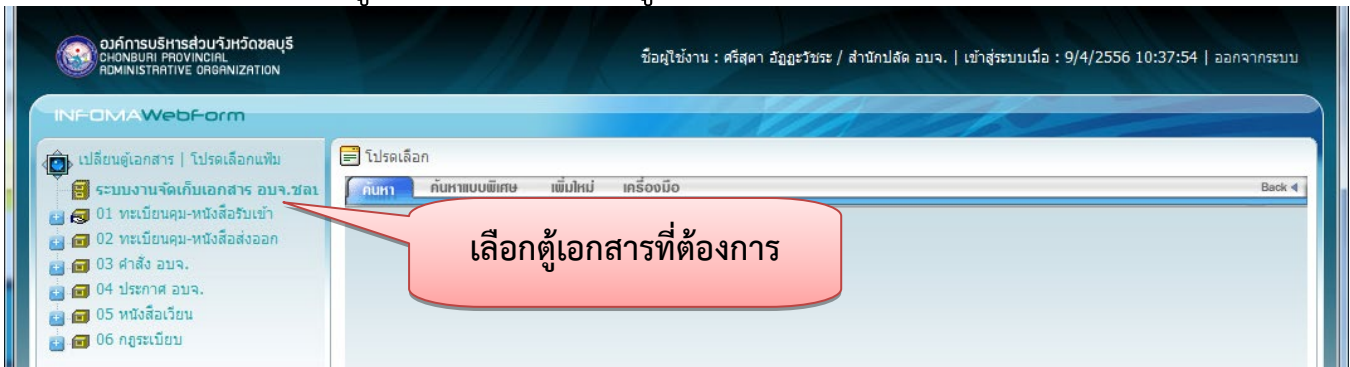 องค์การบริหารส่วนจังหวัดชลบุรี
CHONBURI PROVINCIAL
ADMINISTRATIVE ORGANIZATION
ชื่อผู้ใช้งาน : ศรีสุดา อัฏฏะวัชระ / สำนักปลัด อบจ. | เข้าสู่ระบบเมื่อ : 9/4/2556 10:37:54 | ออกจากระบบ
INFOMAWebForm
เปลี่ยนตู้เอกสาร | โปรดเลือกแฟ้ม
ระบบงานจัดเก็บเอกสาร อบจ.ชลบ
01 ทะเบียนคุม-หนังสือรับเข้า
02 ทะเบียนคุม-หนังสือส่งออก
03 คำสั่ง อบจ.
04 ประกาศ อบจ.
05 หนังสือเวียน
06 กฎระเบียบ
โปรดเลือก
ค้นหา ค้นหาแบบพิเศษ เพิ่มใหม่ เครื่องมือ Back
เลือกตู้เอกสารที่ต้องการ